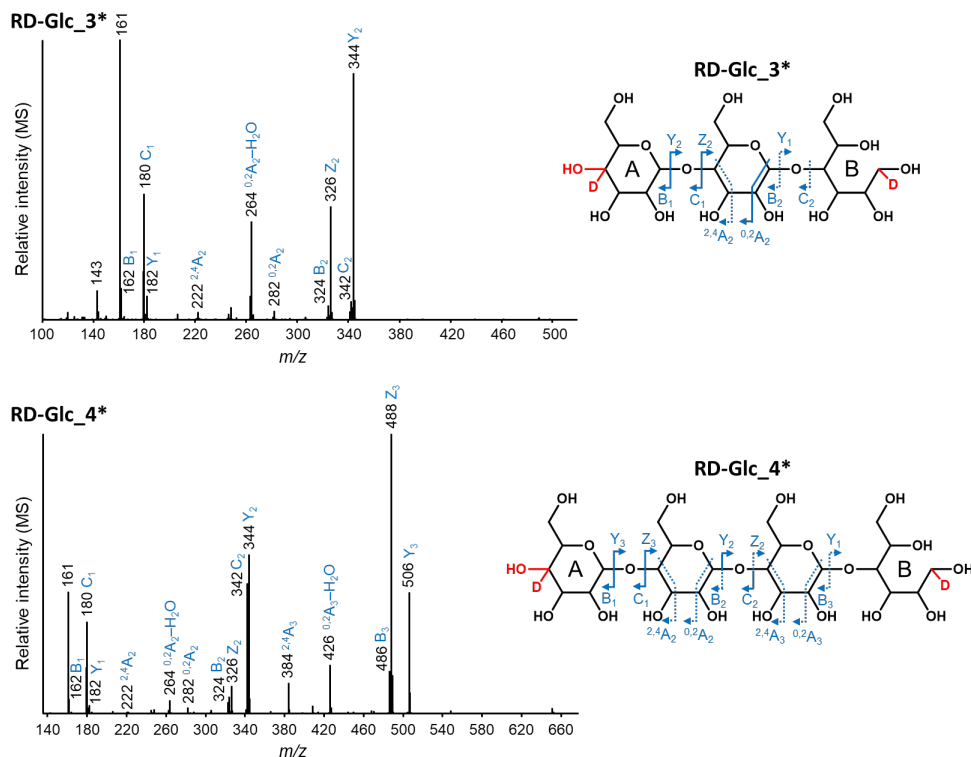 RD-Glc_3*
Relative intensity (MS)
143
161
162 B₁
180 C₁
182 Y₁
222 ²,⁴A₂
264 ⁰,²A₂–H₂O
282 ⁰,²A₂
324 B₂
326 Z₂
342 C₂
344 Y₂
100 140 180 220 260 300 340 380 420 460 500
m/z
RD-Glc_3*
OH OH OH
Y₂ Z₂ Y₁
O O OH
HO A O O B OH
D D
B₁ C₁ B₂ C₂
HO OH HO OH HO OH
²,⁴A₂ ⁰,²A₂
RD-Glc_4*
Relative intensity (MS)
161
162 B₁
180 C₁
182 Y₁
222 ²,⁴A₂
264 ⁰,²A₂–H₂O
282 ⁰,²A₂
324 B₂
326 Z₂
342 C₂
344 Y₂
384 ²,⁴A₃
426 ⁰,²A₃–H₂O
486 B₃
488 Z₃
506 Y₃
140 180 220 260 300 340 380 420 460 500 540 580 620 660
m/z
RD-Glc_4*
OH OH OH OH
Y₃ Z₃ Y₂ Z₂ Y₁
O O O OH
HO A O O O B OH
D D
B₁ C₁ B₂ C₂ B₃
HO OH HO OH HO OH HO OH
²,⁴A₂ ⁰,²A₂ ²,⁴A₃ ⁰,²A₃